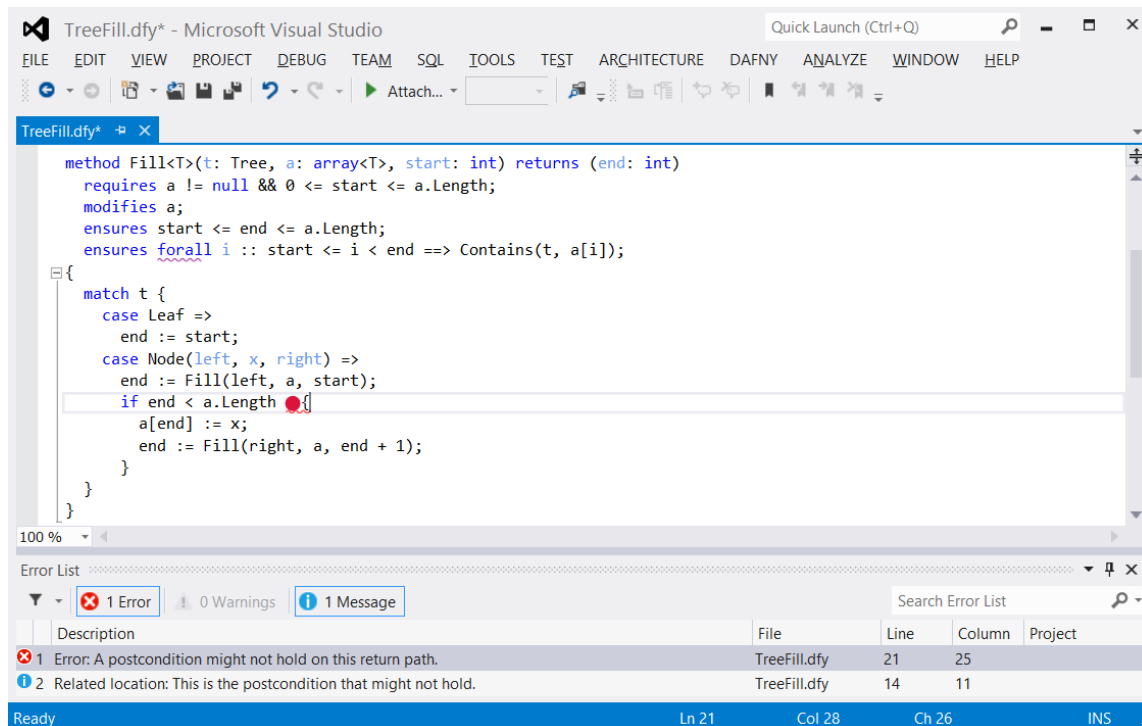 TreeFill.dfy* - Microsoft Visual Studio Quick Launch (Ctrl+Q)
FILE EDIT VIEW PROJECT DEBUG TEAM SQL TOOLS TEST ARCHITECTURE DAFNY ANALYZE WINDOW HELP
Attach...
TreeFill.dfy*
method Fill<T>(t: Tree, a: array<T>, start: int) returns (end: int)
requires a != null && 0 <= start <= a.Length;
modifies a;
ensures start <= end <= a.Length;
ensures forall i :: start <= i < end ==> Contains(t, a[i]);
{
match t {
case Leaf =>
end := start;
case Node(left, x, right) =>
end := Fill(left, a, start);
if end < a.Length {
a[end] := x;
end := Fill(right, a, end + 1);
}
}
}
100 %
Error List
1 Error 0 Warnings 1 Message Search Error List
Description File Line Column Project
1 Error: A postcondition might not hold on this return path. TreeFill.dfy 21 25
2 Related location: This is the postcondition that might not hold. TreeFill.dfy 14 11
Ready Ln 21 Col 28 Ch 26 INS